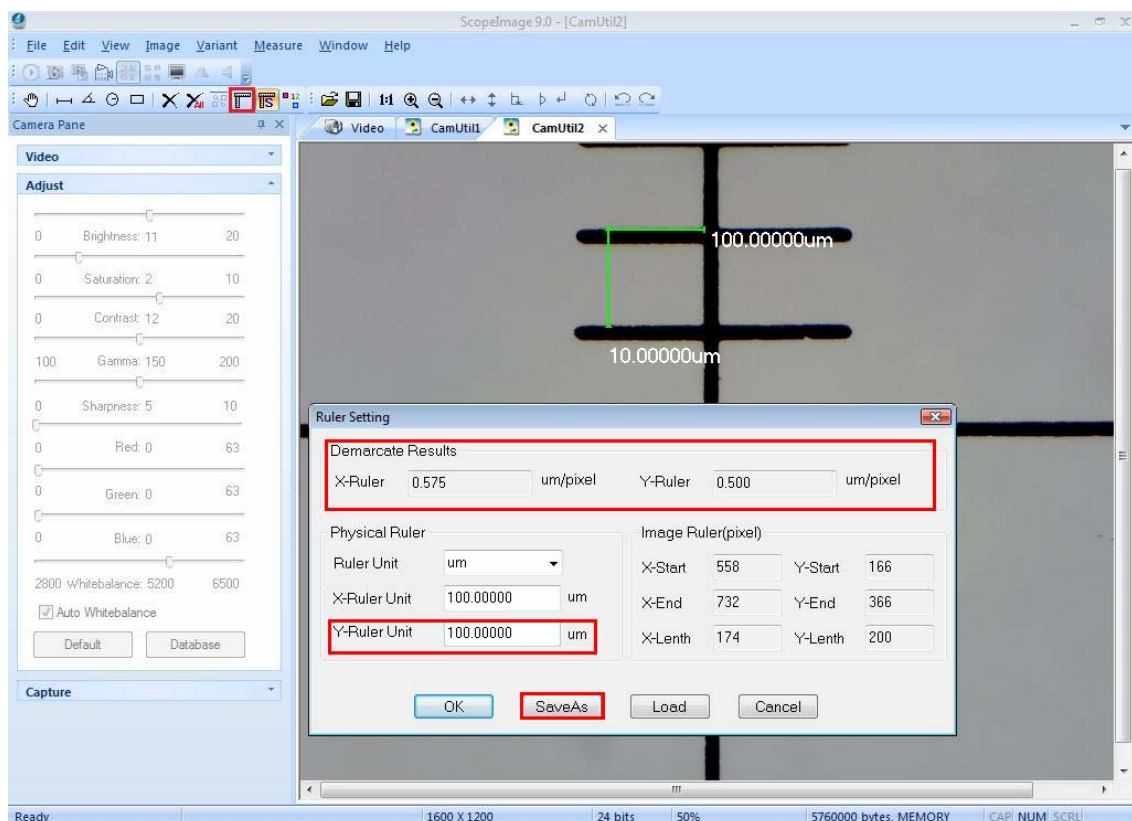 ScopeImage 9.0 - [CamUtil2]
File Edit View Image Variant Measure Window Help
1:1
Camera Pane
Video CamUtil1 CamUtil2
Video
Adjust
0 Brightness: 11 20
0 Saturation: 2 10
0 Contrast: 12 20
100 Gamma: 150 200
0 Sharpness: 5 10
0 Red: 0 63
0 Green: 0 63
0 Blue: 0 63
2800 Whitebalance: 5200 6500
Auto Whitebalance
Default Database
Capture
100.00000um
10.00000um
Ruler Setting
Demarcate Results
X-Ruler 0.575 um/pixel Y-Ruler 0.500 um/pixel
Physical Ruler
Ruler Unit um
X-Ruler Unit 100.00000 um
Y-Ruler Unit 100.00000 um
Image Ruler(pixel)
X-Start 558 Y-Start 166
X-End 732 Y-End 366
X-Lenth 174 Y-Lenth 200
OK SaveAs Load Cancel
Ready 1600 X 1200 24 bits 50% 5760000 bytes, MEMORY CAP NUM SCRL